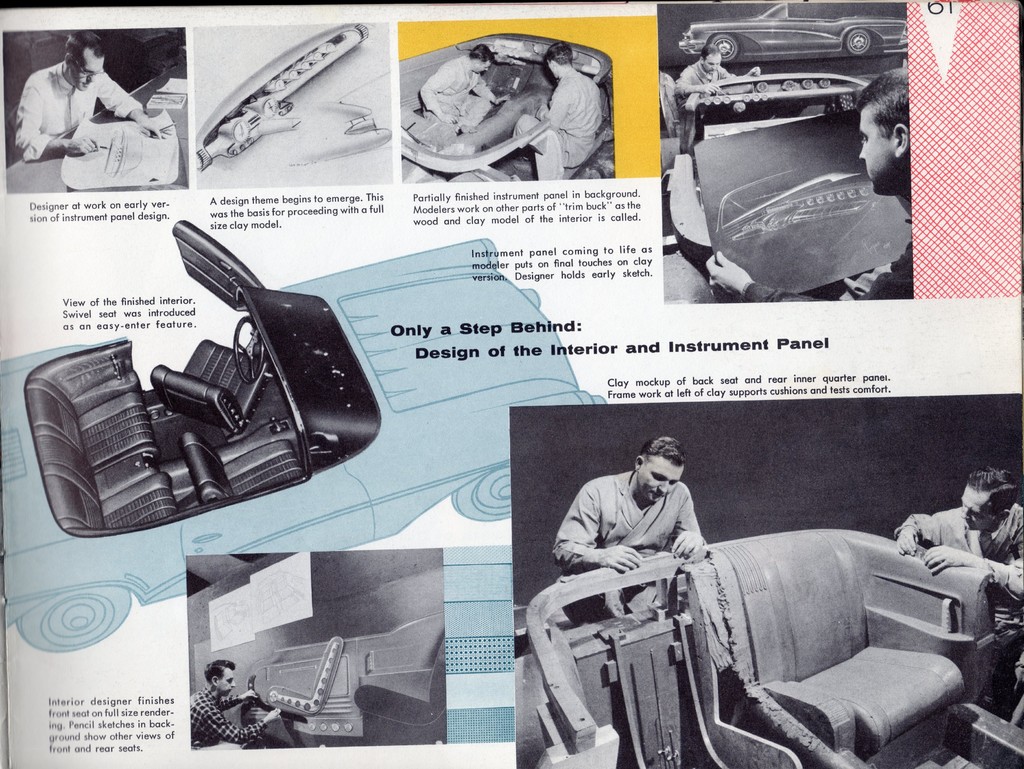 61
Designer at work on early ver-
sion of instrument panel design.
A design theme begins to emerge. This
was the basis for proceeding with a full
size clay model.
Partially finished instrument panel in background.
Modelers work on other parts of "trim buck" as the
wood and clay model of the interior is called.
Instrument panel coming to life as
modeler puts on final touches on clay
version. Designer holds early sketch.
View of the finished interior.
Swivel seat was introduced
as an easy-enter feature.
Only a Step Behind:
Design of the Interior and Instrument Panel
Clay mockup of back seat and rear inner quarter panel.
Frame work at left of clay supports cushions and tests comfort.
Interior designer finishes
front seat on full size render-
ing. Pencil sketches in back-
ground show other views of
front and rear seats.